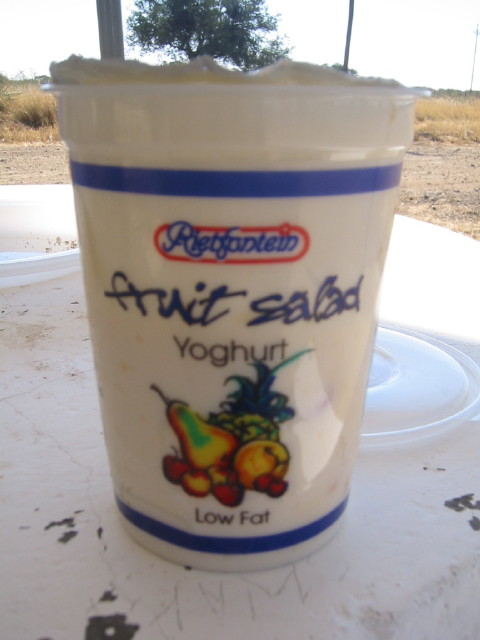 Rietfontein
fruit salad
Yoghurt
Low Fat